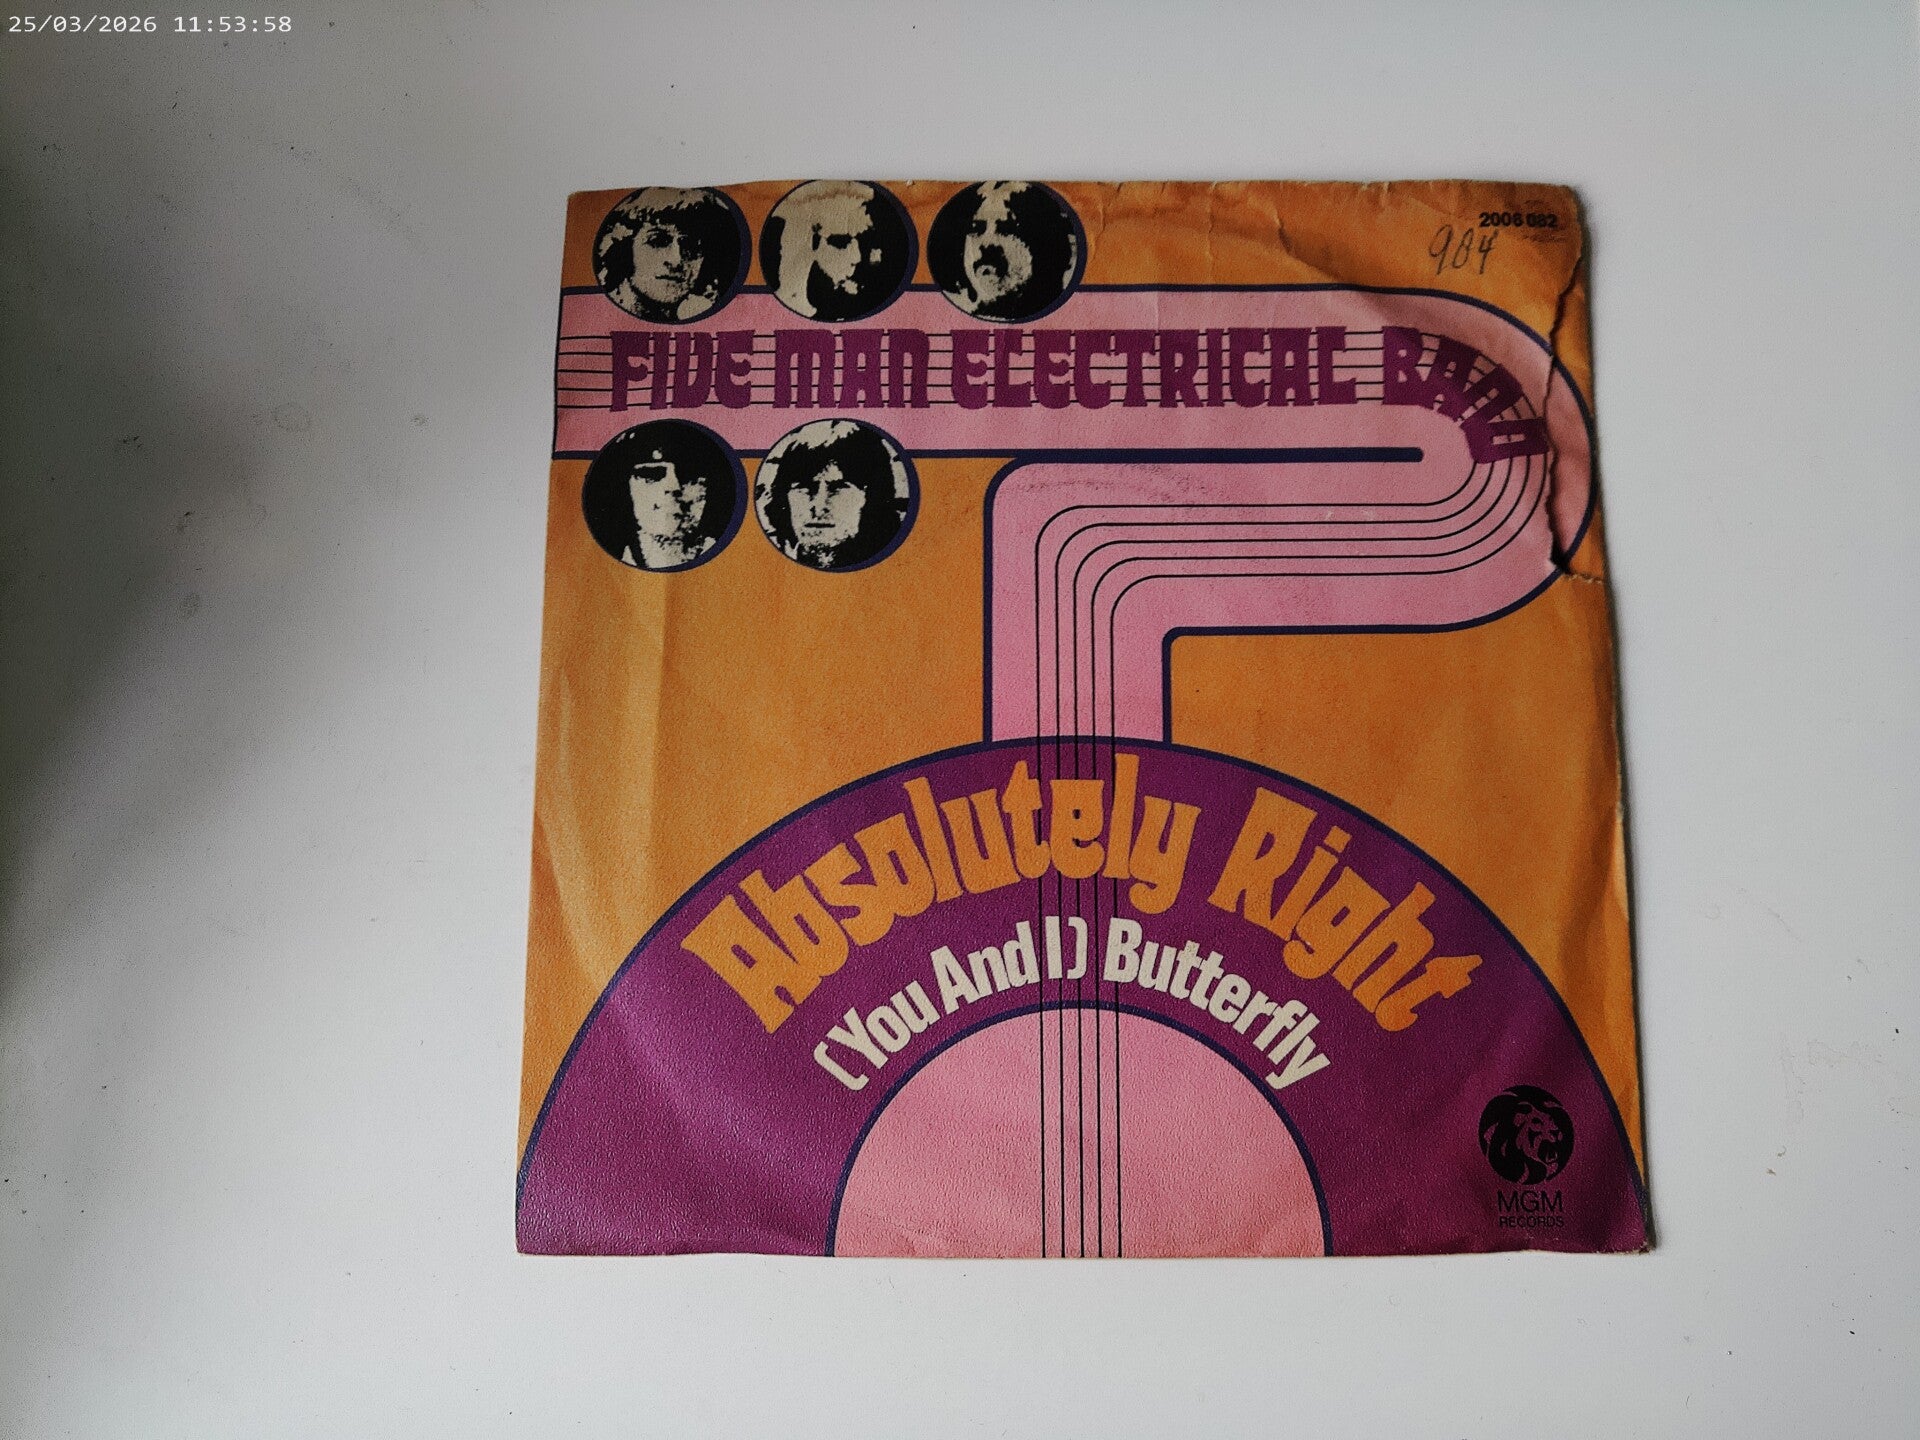 25/03/2026 11:53:58
2006 082
984
FIVE MAN ELECTRICAL BAND
Absolutely Right
(You And I) Butterfly
MGM
RECORDS